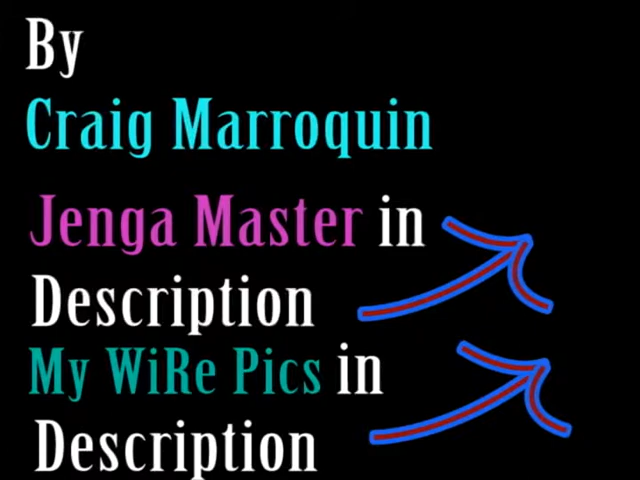 By
Craig Marroquin
Jenga Master in
Description
My WiRe Pics in
Description